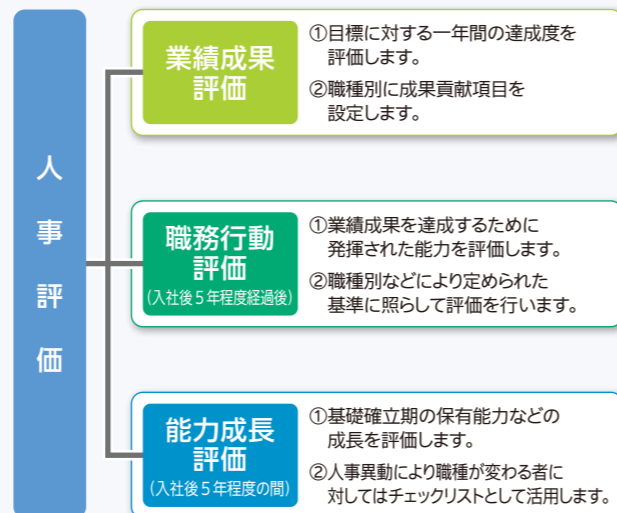 人事評価
業績成果
評価
①目標に対する一年間の達成度を
評価します。
②職種別に成果貢献項目を
設定します。
職務行動
評価
(入社後5年程度経過後)
①業績成果を達成するために
発揮された能力を評価します。
②職種別などにより定められた
基準に照らして評価を行います。
能力成長
評価
(入社後5年程度の間)
①基礎確立期の保有能力などの
成長を評価します。
②人事異動により職種が変わる者に
対してはチェックリストとして活用します。